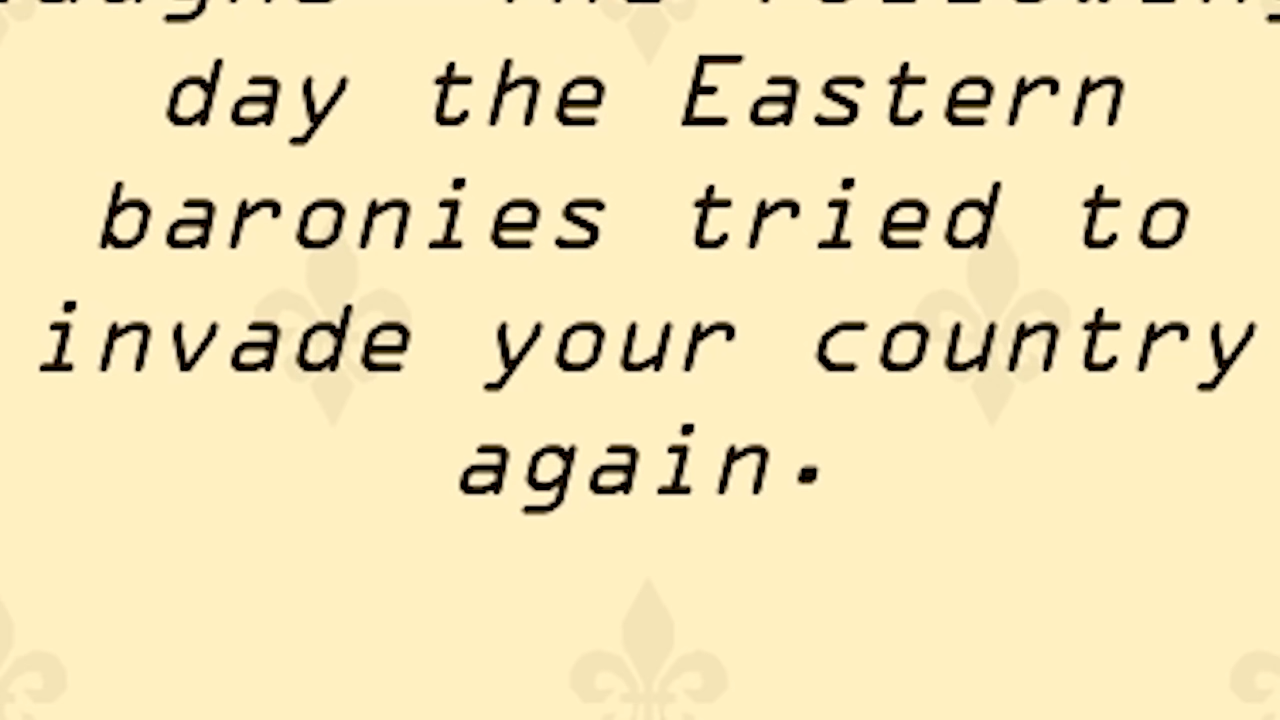 day the Eastern
baronies tried to
invade your country
again.